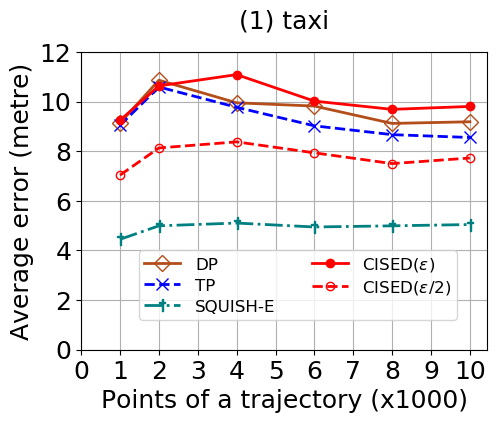 (1) taxi
Average error (metre)
12
10
8
6
4
2
0
DP
TP
SQUISH-E
CISED(ε)
CISED(ε/2)
0 1 2 3 4 5 6 7 8 9 10
Points of a trajectory (x1000)